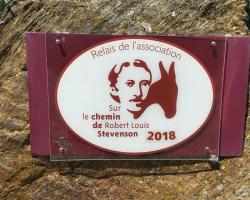 Relais de l'association
Sur
le chemin
de Robert Louis
Stevenson 2018